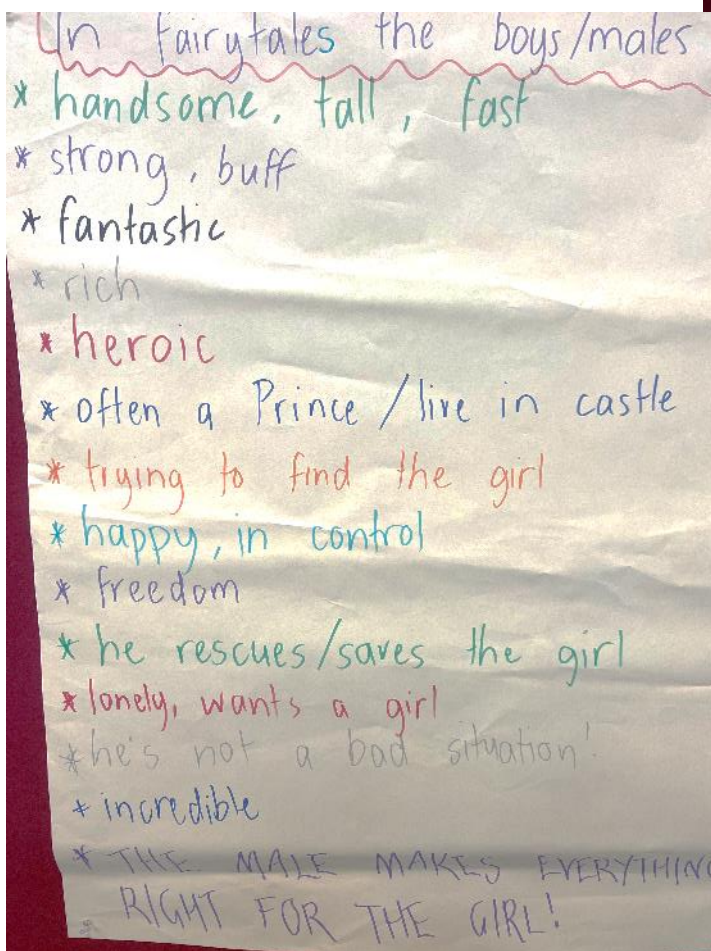 In fairytales the boys/males
* handsome, tall, fast
* strong, buff
* fantastic
* rich
* heroic
* often a Prince/live in castle
* trying to find the girl
* happy, in control
* freedom
* he rescues/saves the girl
* lonely, wants a girl
* he's not a bad situation!
* incredible
* THE MALE MAKES EVERYTHING
RIGHT FOR THE GIRL!